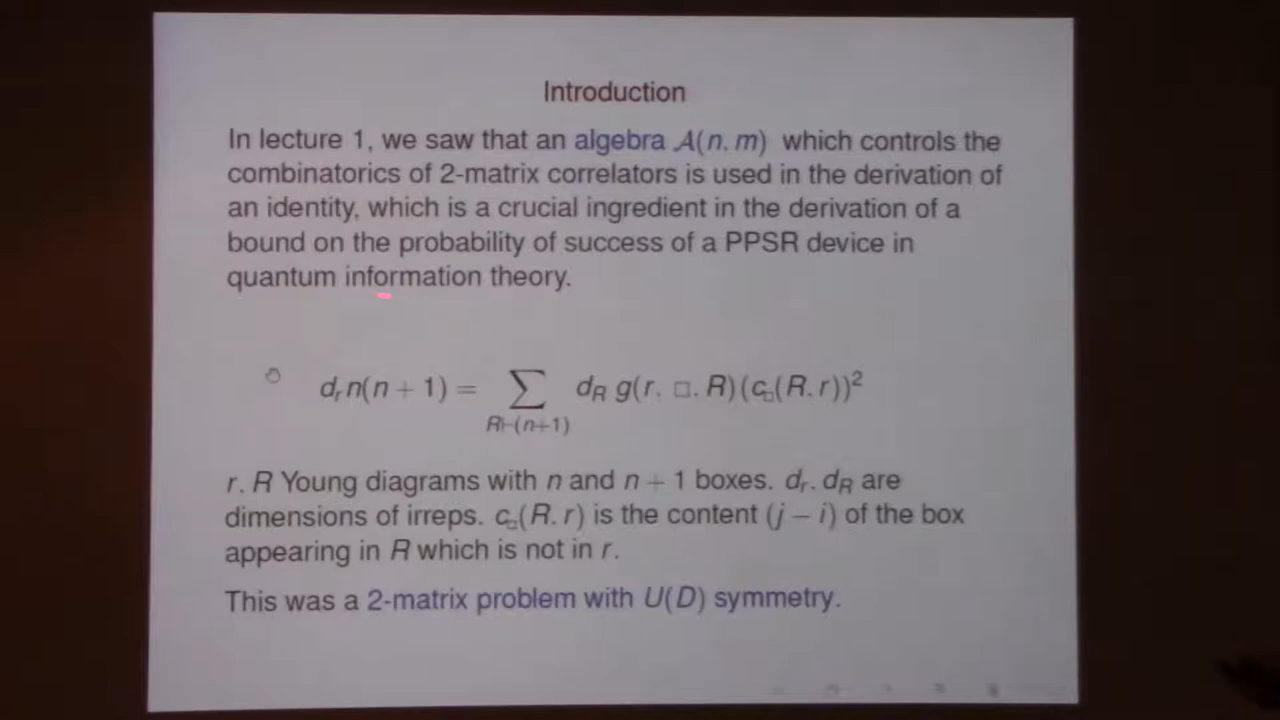 Introduction
In lecture 1, we saw that an algebra A(n, m) which controls the
combinatorics of 2-matrix correlators is used in the derivation of
an identity, which is a crucial ingredient in the derivation of a
bound on the probability of success of a PPSR device in
quantum information theory.
d_r n(n + 1) = ∑_{R⊢(n+1)} d_R g(r, □, R)(c_□(R, r))²
r, R Young diagrams with n and n + 1 boxes. d_r, d_R are
dimensions of irreps. c_□(R, r) is the content (j − i) of the box
appearing in R which is not in r.
This was a 2-matrix problem with U(D) symmetry.